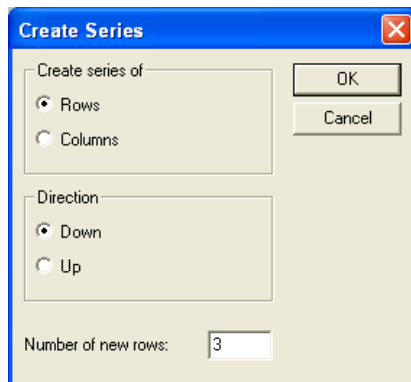 Create Series
Create series of
Rows
Columns
OK
Cancel
Direction
Down
Up
Number of new rows: 3